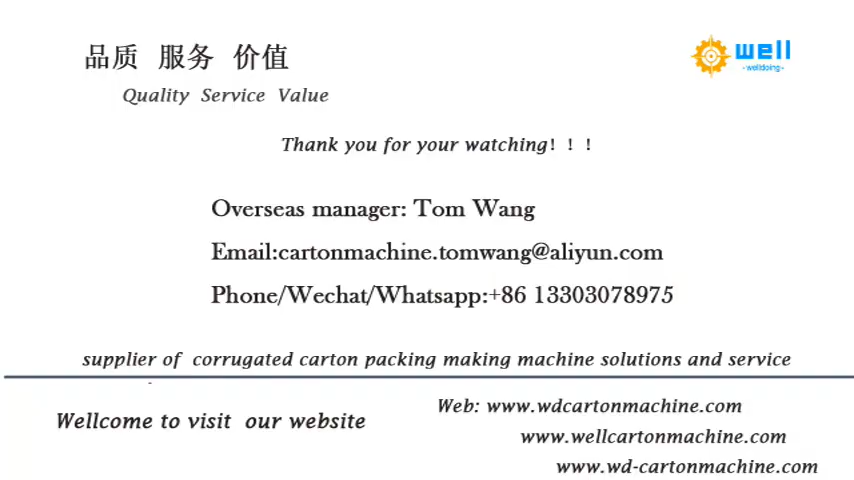 品质 服务 价值
well
-welldoing-
Quality Service Value
Thank you for your watching！！！
Overseas manager: Tom Wang
Email:cartonmachine.tomwang@aliyun.com
Phone/Wechat/Whatsapp:+86 13303078975
supplier of corrugated carton packing making machine solutions and service
Wellcome to visit our website
Web: www.wdcartonmachine.com
www.wellcartonmachine.com
www.wd-cartonmachine.com